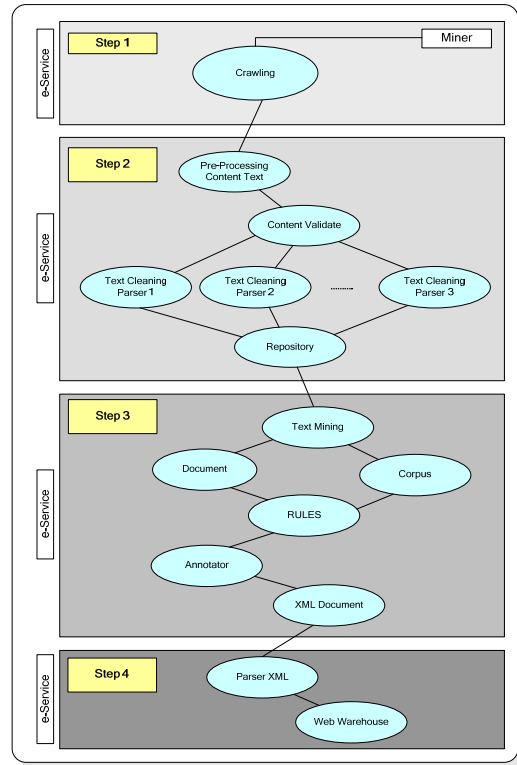 e-Service
Step 1
Miner
Crawling
e-Service
Step 2
Pre-Processing
Content Text
Content Validate
Text Cleaning
Parser 1
Text Cleaning
Parser 2
..........
Text Cleaning
Parser 3
Repository
e-Service
Step 3
Text Mining
Document
Corpus
RULES
Annotator
XML Document
e-Service
Step 4
Parser XML
Web Warehouse